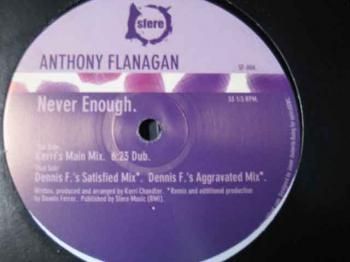 sfere
ANTHONY FLANAGAN
SF-004.
Never Enough.
33 1/3 RPM.
Kerri's Main Mix. 6:23 Dub.
Dennis F.'s Satisfied Mix*. Dennis F.'s Aggravated Mix*.
Written, produced and arranged by Kerri Chandler. *Remix and additional production
by Dennis Ferrer. Published by Sfere Music (BMI).